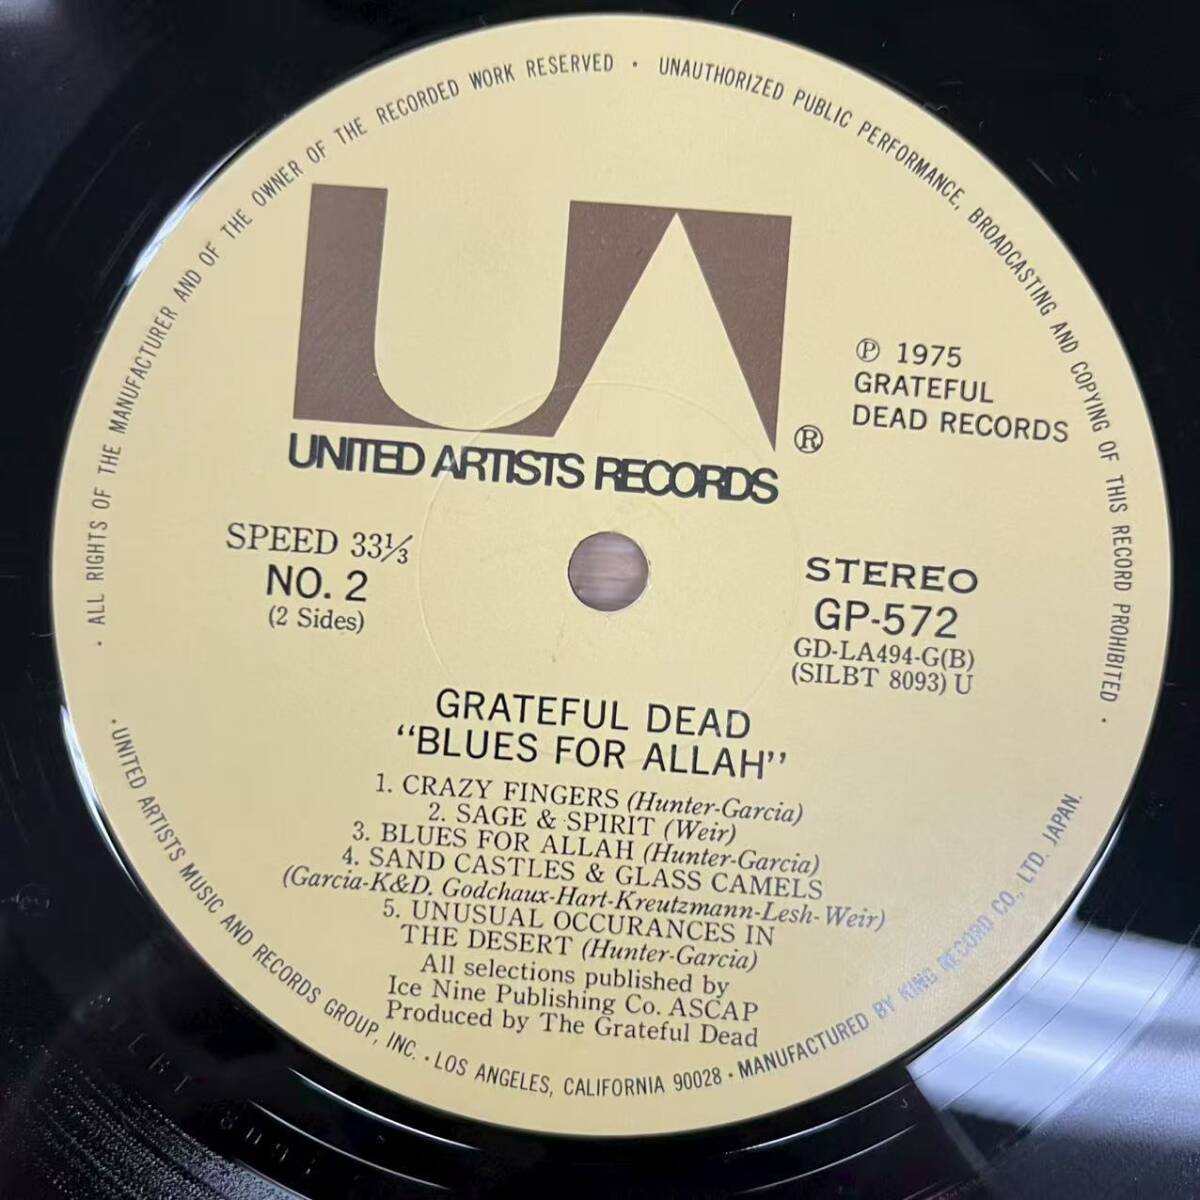 · ALL RIGHTS OF THE MANUFACTURER AND OF THE OWNER OF THE RECORDED WORK RESERVED · UNAUTHORIZED PUBLIC PERFORMANCE, BROADCASTING AND COPYING OF THIS RECORD PROHIBITED ·
UA
®
UNITED ARTISTS RECORDS
℗ 1975
GRATEFUL
DEAD RECORDS
SPEED 33⅓
NO. 2
(2 Sides)
STEREO
GP-572
GD-LA494-G(B)
(SILBT 8093) U
GRATEFUL DEAD
"BLUES FOR ALLAH"
1. CRAZY FINGERS (Hunter-Garcia)
2. SAGE & SPIRIT (Weir)
3. BLUES FOR ALLAH (Hunter-Garcia)
4. SAND CASTLES & GLASS CAMELS
(Garcia-K&D. Godchaux-Hart-Kreutzmann-Lesh-Weir)
5. UNUSUAL OCCURANCES IN
THE DESERT (Hunter-Garcia)
All selections published by
Ice Nine Publishing Co. ASCAP
Produced by The Grateful Dead
· UNITED ARTISTS MUSIC AND RECORDS GROUP, INC. · LOS ANGELES, CALIFORNIA 90028 · MANUFACTURED BY KING RECORD CO., LTD. JAPAN.